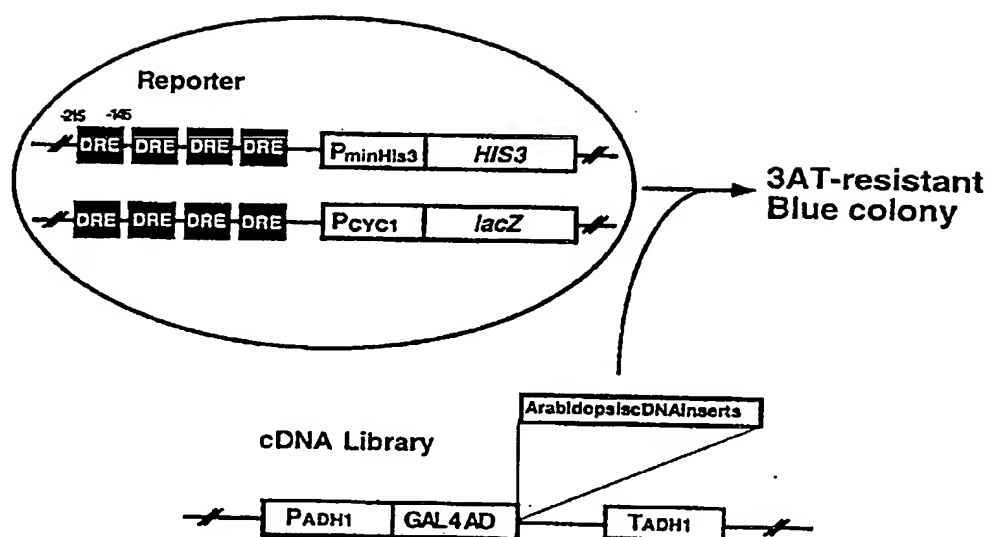 Reporter
-215 -145
DRE DRE DRE DRE PminHis3 HIS3
DRE DRE DRE DRE PCYC1 lacZ
3AT-resistant
Blue colony
ArabidopsiscDNAInserts
cDNA Library
PADH1 GAL4AD TADH1